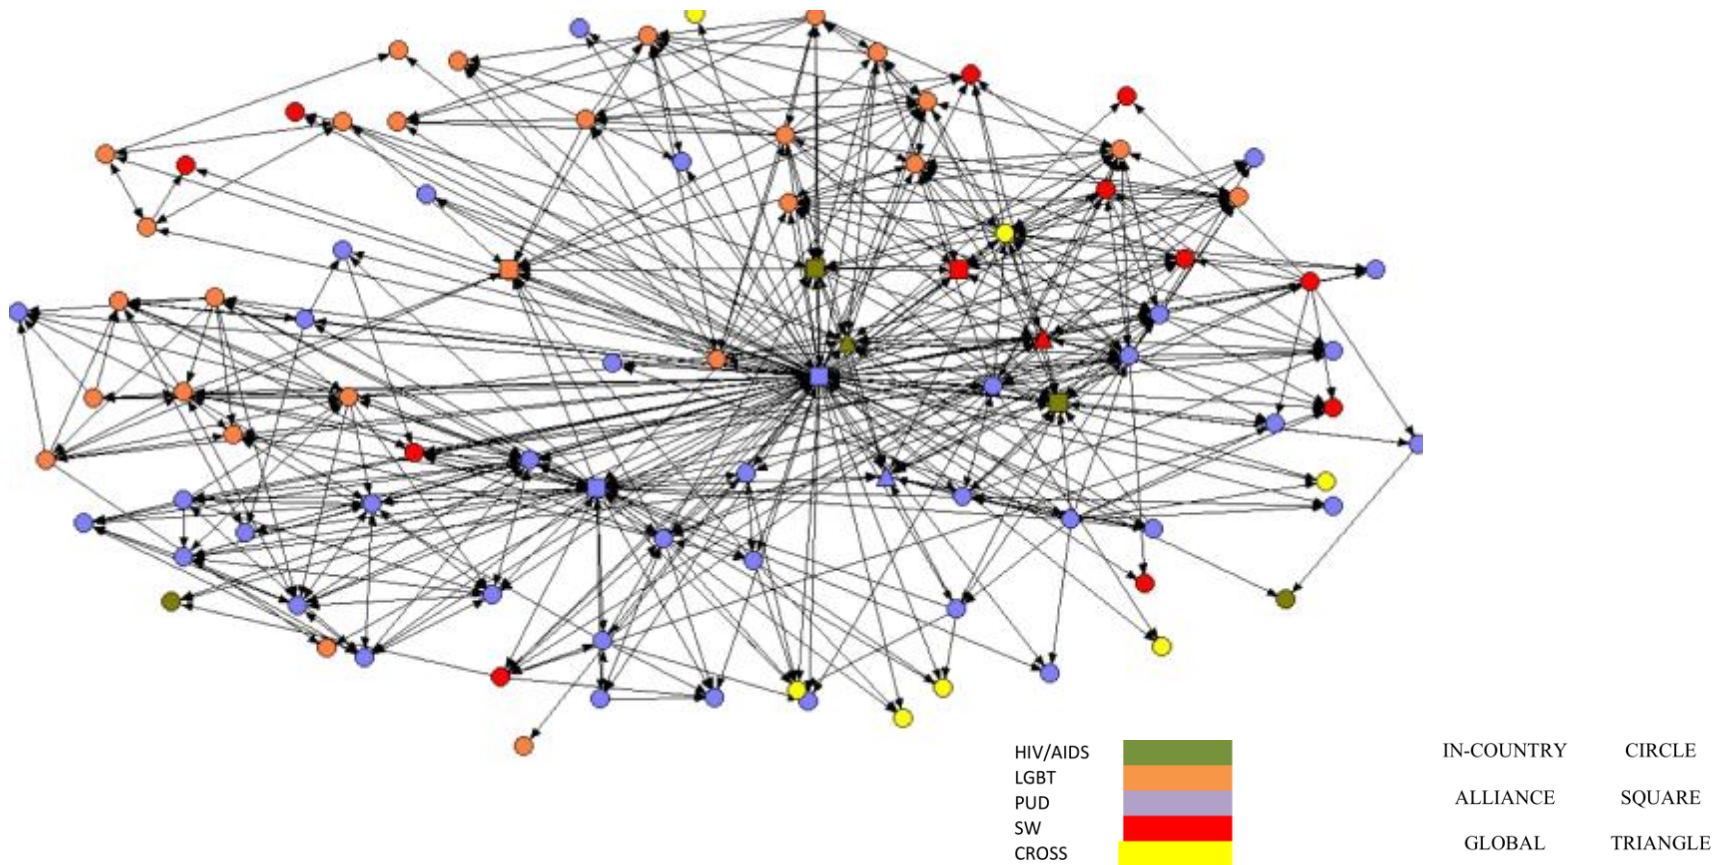 HIV/AIDS
LGBT
PUD
SW
CROSS
IN-COUNTRY CIRCLE
ALLIANCE SQUARE
GLOBAL TRIANGLE